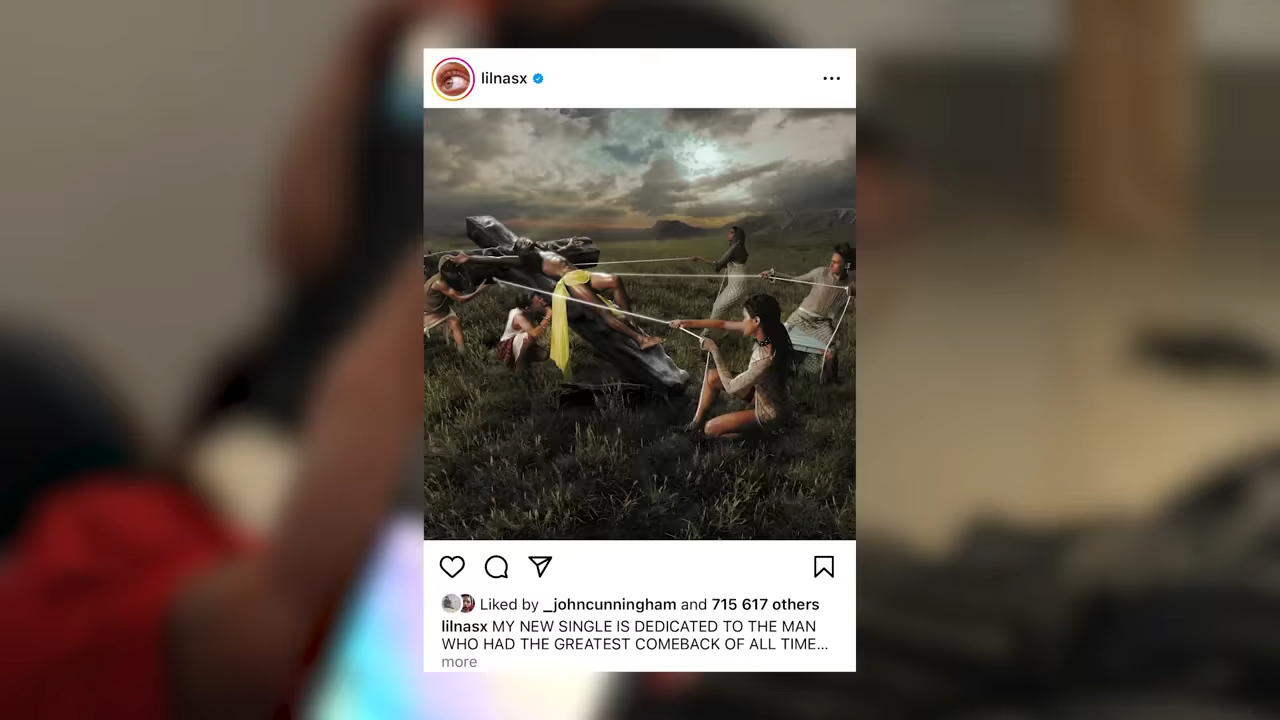 lilnasx
Liked by _johncunningham and 715 617 others
lilnasx MY NEW SINGLE IS DEDICATED TO THE MAN
WHO HAD THE GREATEST COMEBACK OF ALL TIME...
more